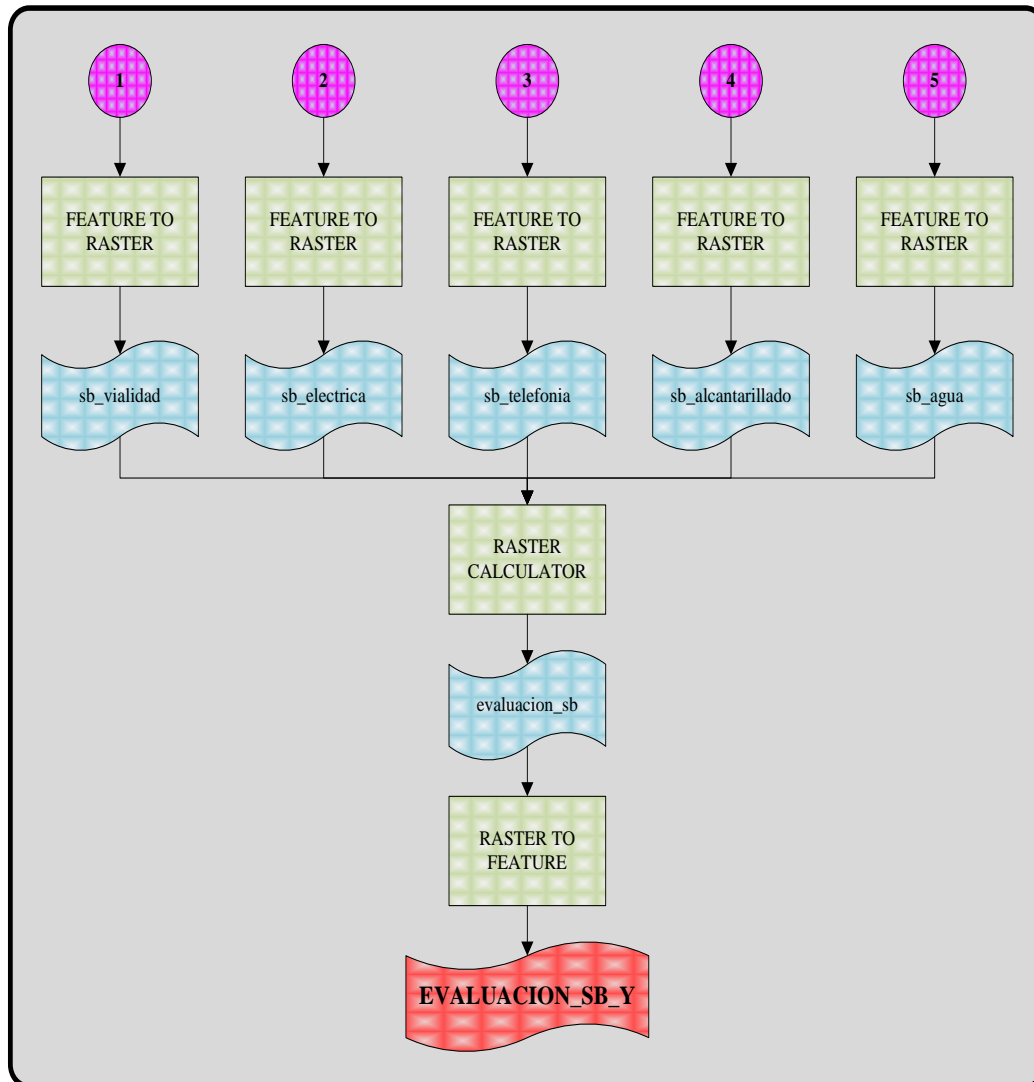 1
2
3
4
5
FEATURE TO
RASTER
FEATURE TO
RASTER
FEATURE TO
RASTER
FEATURE TO
RASTER
FEATURE TO
RASTER
sb_vialidad
sb_electrica
sb_telefonia
sb_alcantarillado
sb_agua
RASTER
CALCULATOR
evaluacion_sb
RASTER TO
FEATURE
EVALUACION_SB_Y